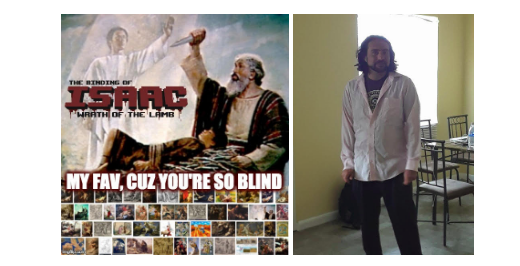 THE BINDING OF
ISAAC
WRATH OF THE LAMB
MY FAV, CUZ YOU'RE SO BLIND